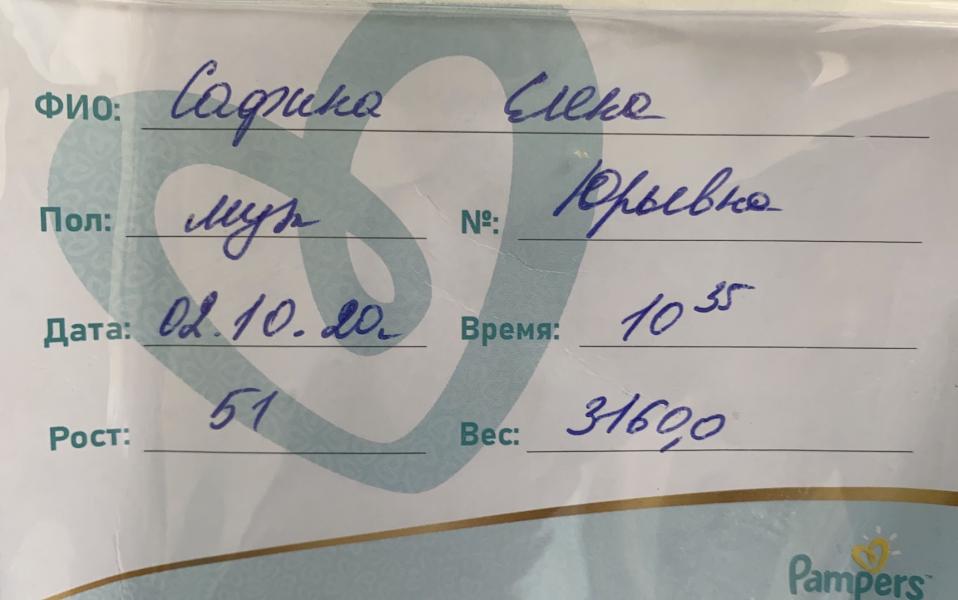 ФИО: Сафина Елена
Пол: муж №: Юрьевна
Дата: 02.10.20г Время: 10 35
Рост: 51 Вес: 3160,0
Pampers